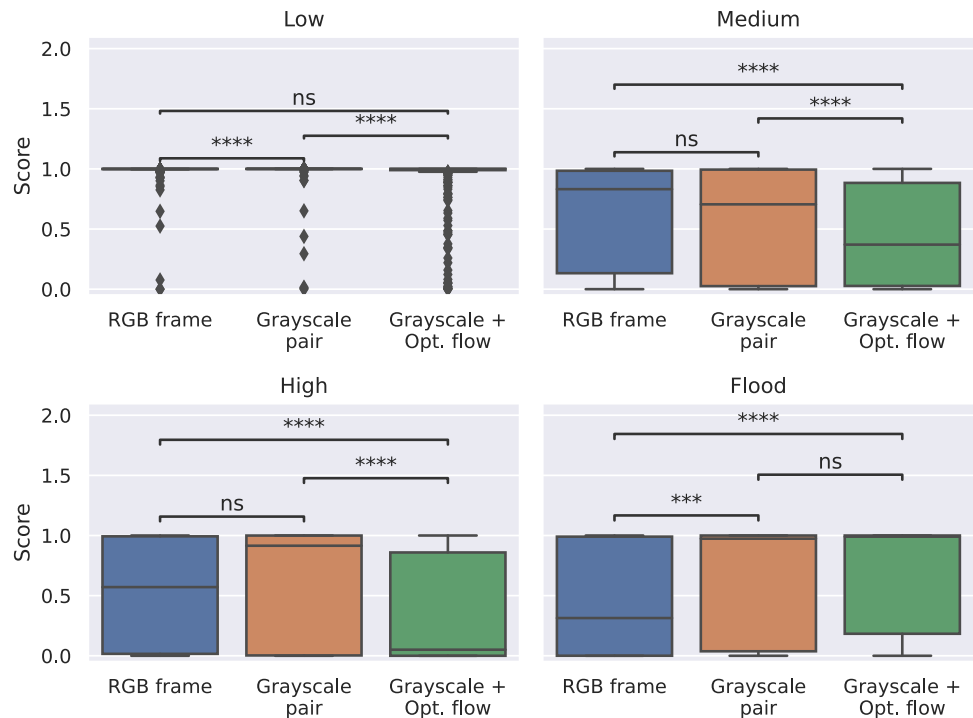 Low
Medium
Score
2.0
1.5
1.0
0.5
0.0
ns
****
****
RGB frame
Grayscale
pair
Grayscale +
Opt. flow
****
****
ns
RGB frame
Grayscale
pair
Grayscale +
Opt. flow
High
Flood
Score
2.0
1.5
1.0
0.5
0.0
****
****
ns
RGB frame
Grayscale
pair
Grayscale +
Opt. flow
****
ns
***
RGB frame
Grayscale
pair
Grayscale +
Opt. flow